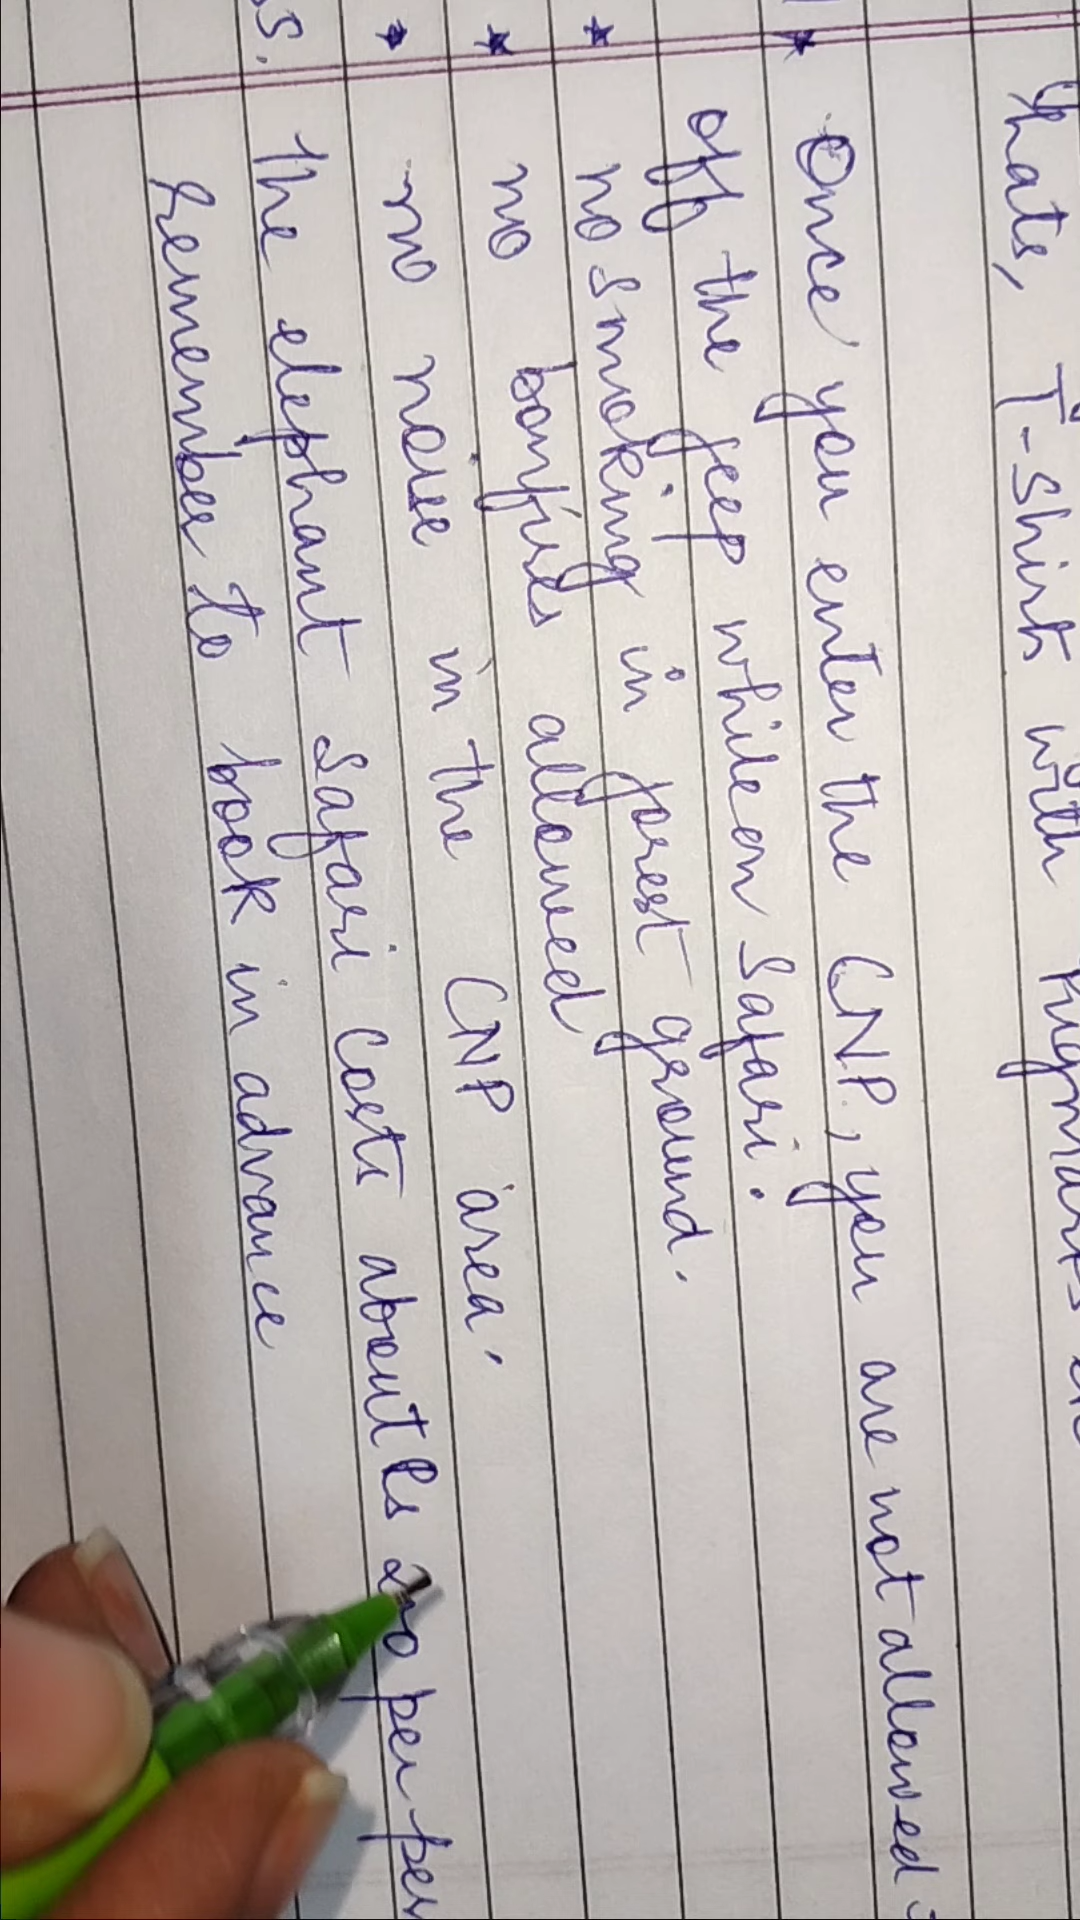 hats, T-Shirt with
* Once you enter the CNP, you are not allowed
off the jeep while on Safari.
* no smoking in forest ground.
* no bonfires allowed
* no noise in the CNP area.
5. The elephant Safari Costs about Rs per per
Remember to book in advance